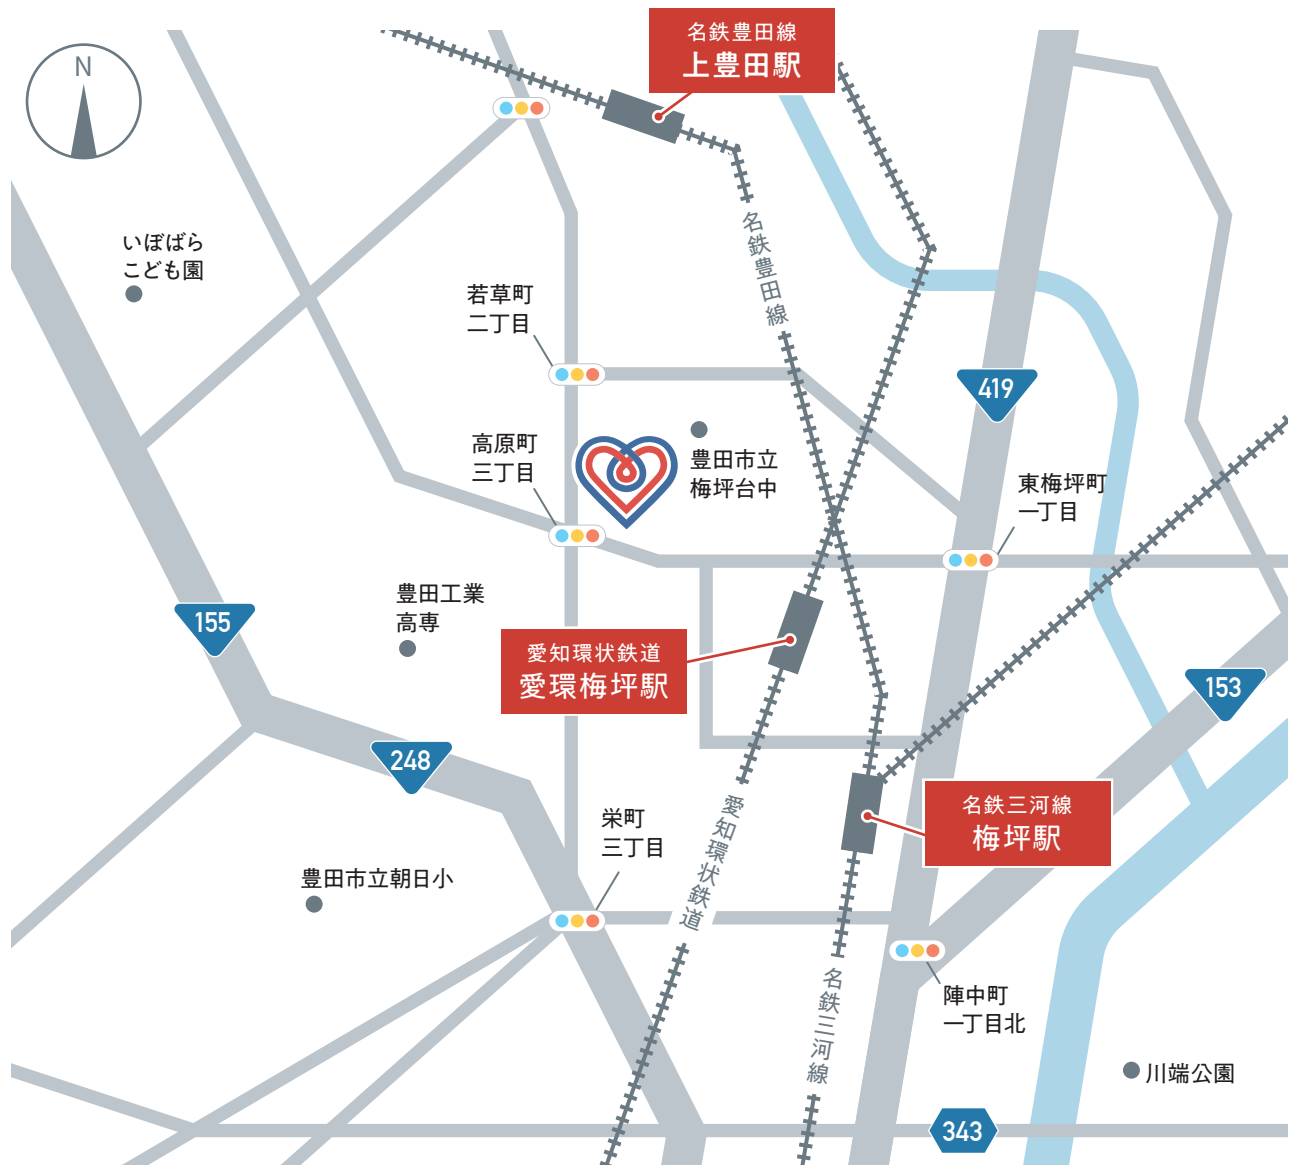 名鉄豊田線
上豊田駅
N
名鉄豊田線
いぼばら
こども園
若草町
二丁目
419
高原町
三丁目
豊田市立
梅坪台中
東梅坪町
一丁目
豊田工業
高専
155
愛知環状鉄道
愛環梅坪駅
153
248
名鉄三河線
梅坪駅
愛知環状鉄道
栄町
三丁目
豊田市立朝日小
名鉄三河線
陣中町
一丁目北
川端公園
343